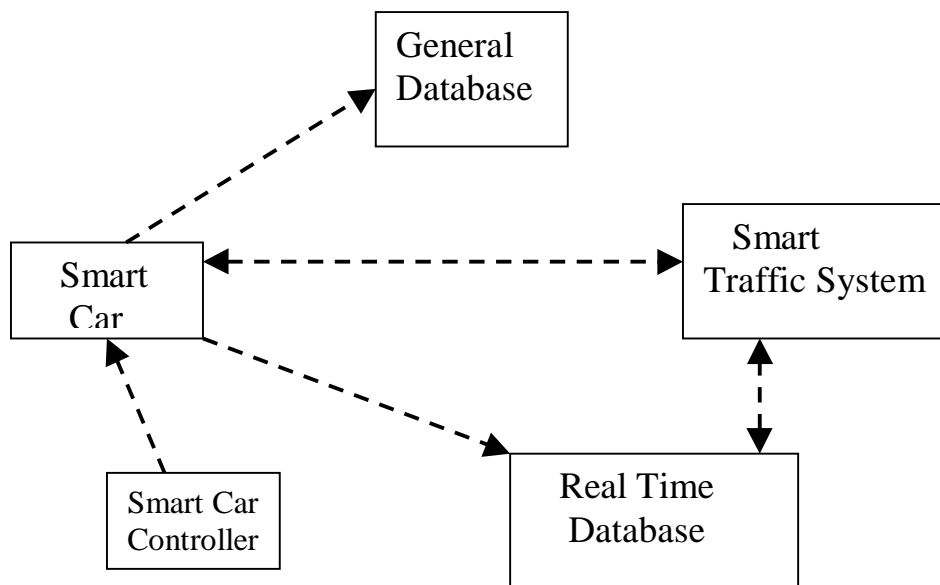 General
Database
Smart
Traffic System
Smart
Car
Real Time
Database
Smart Car
Controller